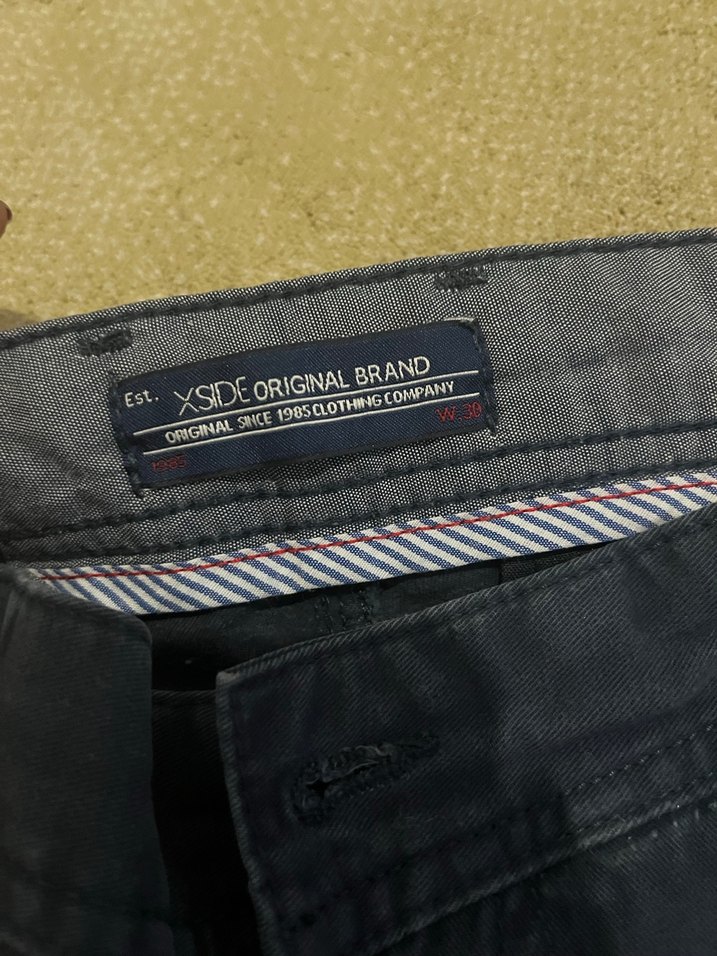 Est. XSIDE ORIGINAL BRAND
ORIGINAL SINCE 1985 CLOTHING COMPANY
1985 W.30